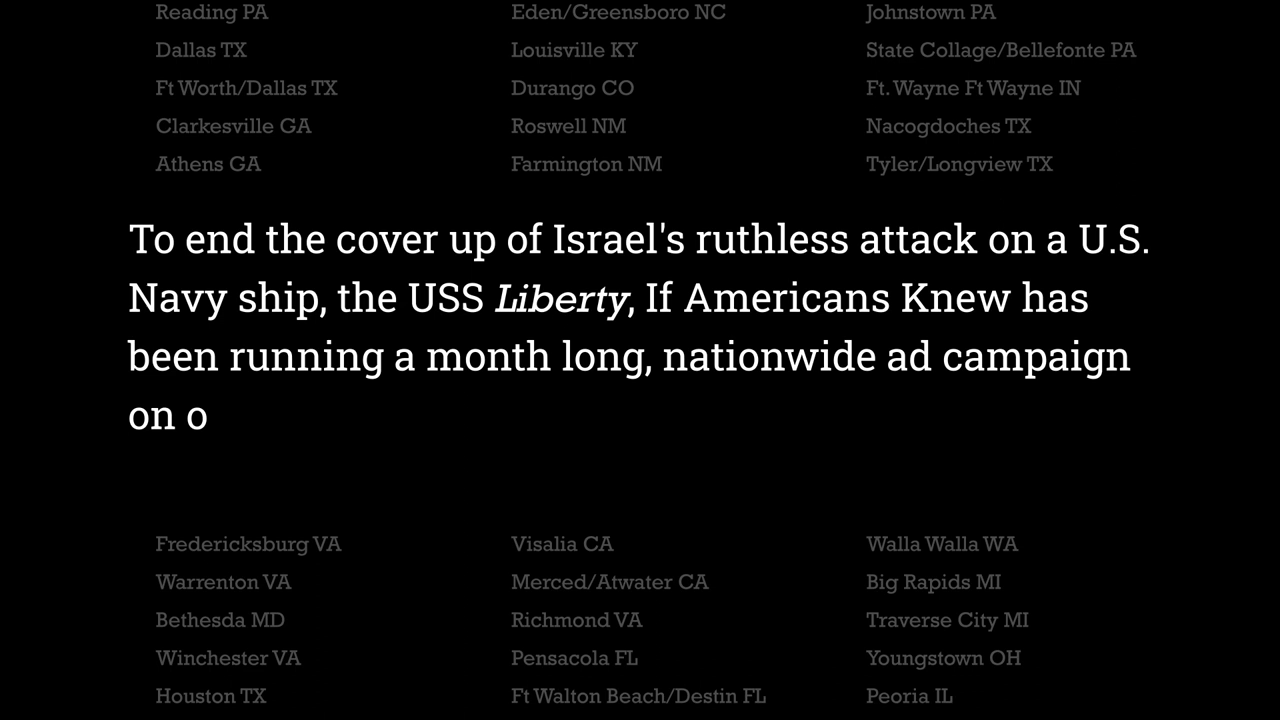 Reading PA Eden/Greensboro NC Johnstown PA
Dallas TX Louisville KY State Collage/Bellefonte PA
Ft Worth/Dallas TX Durango CO Ft. Wayne Ft Wayne IN
Clarkesville GA Roswell NM Nacogdoches TX
Athens GA Farmington NM Tyler/Longview TX
To end the cover up of Israel's ruthless attack on a U.S.
Navy ship, the USS Liberty, If Americans Knew has
been running a month long, nationwide ad campaign
on o
Fredericksburg VA Visalia CA Walla Walla WA
Warrenton VA Merced/Atwater CA Big Rapids MI
Bethesda MD Richmond VA Traverse City MI
Winchester VA Pensacola FL Youngstown OH
Houston TX Ft Walton Beach/Destin FL Peoria IL